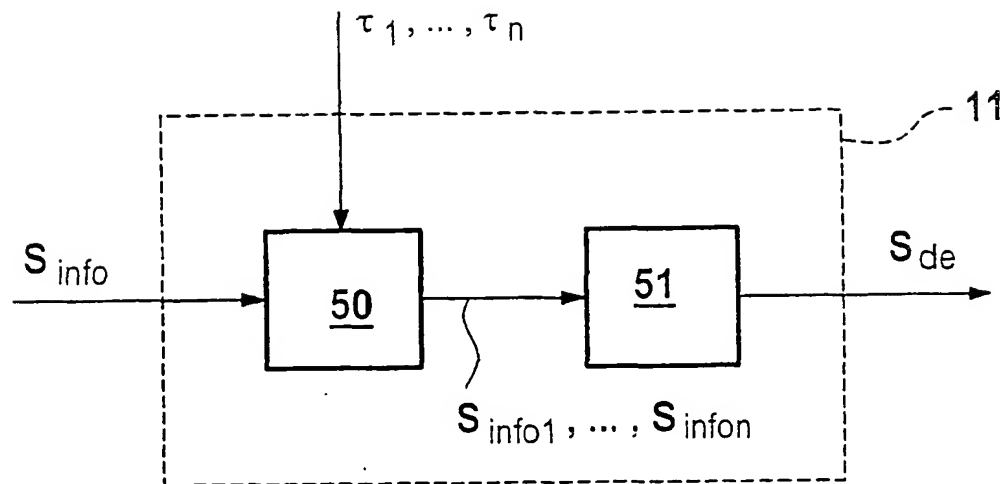 τ1, ..., τn
11
Sinfo
50
51
Sde
Sinfo1, ..., Sinfon